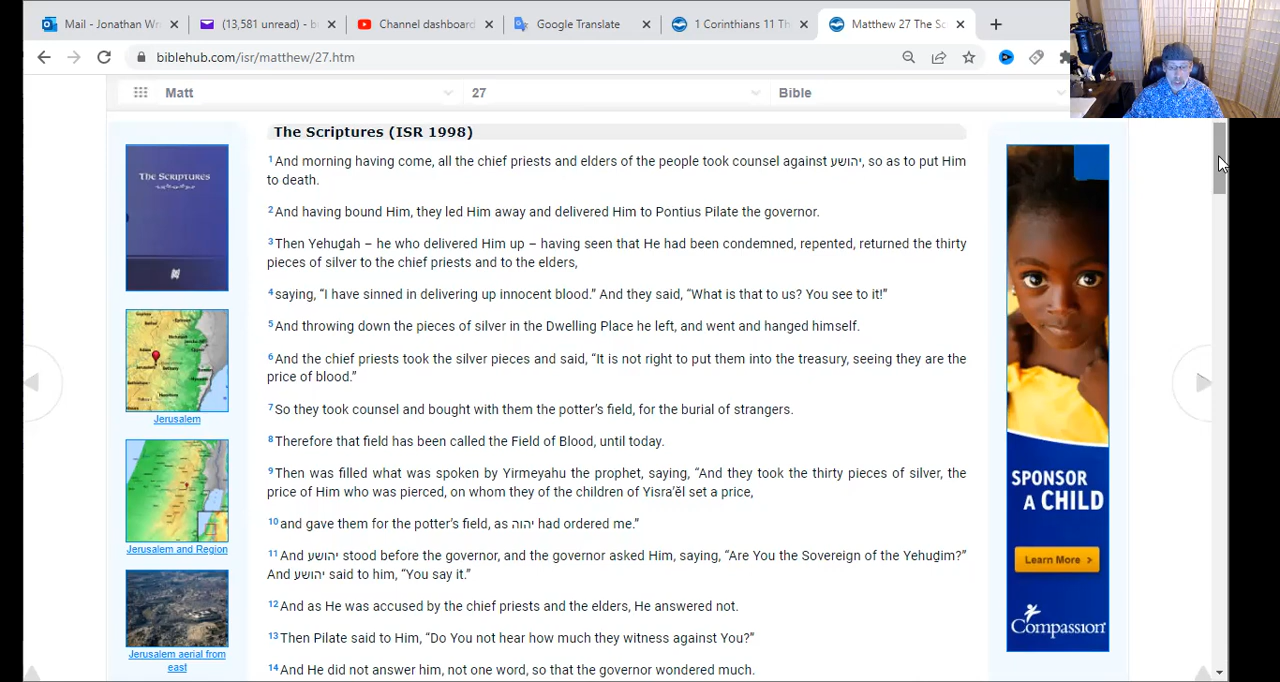 Mail - Jonathan Wr
(13,581 unread) - b
Channel dashboard
Google Translate
1 Corinthians 11 Th
Matthew 27 The Sc
biblehub.com/isr/matthew/27.htm
Matt
27
Bible
The Scriptures (ISR 1998)
1 And morning having come, all the chief priests and elders of the people took counsel against יהושע, so as to put Him
to death.
2 And having bound Him, they led Him away and delivered Him to Pontius Pilate the governor.
3 Then Yehuḏah – he who delivered Him up – having seen that He had been condemned, repented, returned the thirty
pieces of silver to the chief priests and to the elders,
4 saying, “I have sinned in delivering up innocent blood.” And they said, “What is that to us? You see to it!”
5 And throwing down the pieces of silver in the Dwelling Place he left, and went and hanged himself.
6 And the chief priests took the silver pieces and said, “It is not right to put them into the treasury, seeing they are the
price of blood.”
7 So they took counsel and bought with them the potter’s field, for the burial of strangers.
8 Therefore that field has been called the Field of Blood, until today.
9 Then was filled what was spoken by Yirmeyahu the prophet, saying, “And they took the thirty pieces of silver, the
price of Him who was pierced, on whom they of the children of Yisra’ĕl set a price,
10 and gave them for the potter’s field, as יהוה had ordered me.”
11 And יהושע stood before the governor, and the governor asked Him, saying, “Are You the Sovereign of the Yehuḏim?”
And יהושע said to him, “You say it.”
12 And as He was accused by the chief priests and the elders, He answered not.
13 Then Pilate said to Him, “Do You not hear how much they witness against You?”
14 And He did not answer him, not one word, so that the governor wondered much.
THE SCRIPTURES
Jerusalem
Jerusalem and Region
Jerusalem aerial from
east
SPONSOR
A CHILD
Learn More >
Compassion